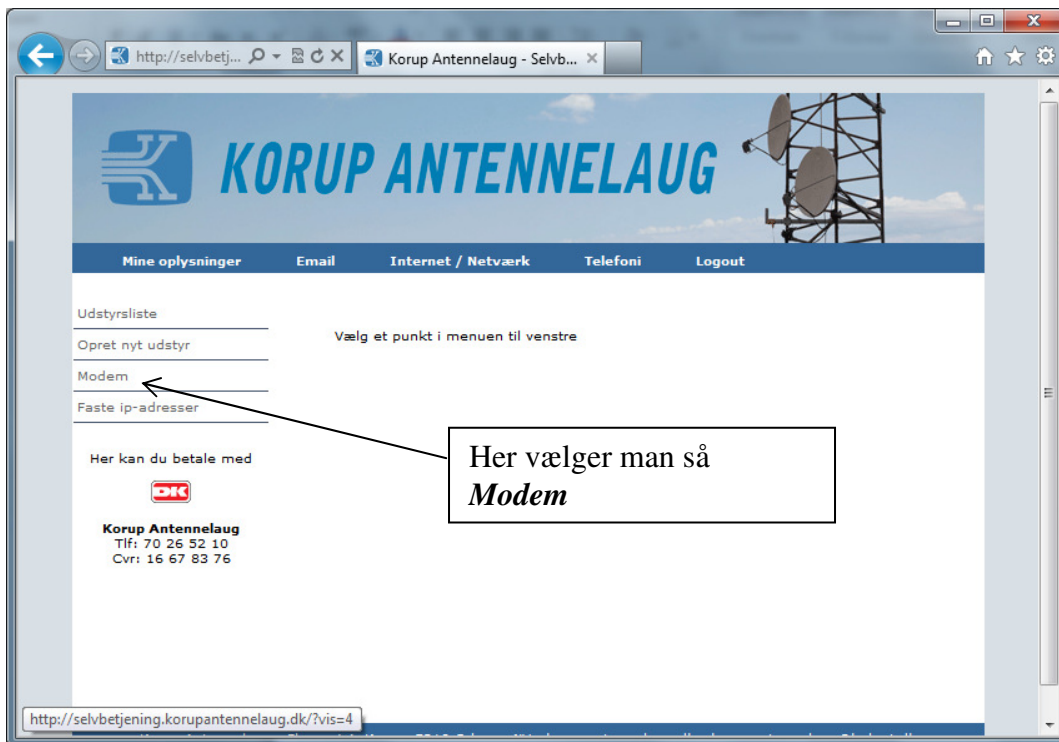 http://selvbetj...
Korup Antennelaug - Selvb...
KORUP ANTENNELAUG
Mine oplysninger Email Internet / Netværk Telefoni Logout
Udstyrsliste
Opret nyt udstyr
Modem
Faste ip-adresser
Vælg et punkt i menuen til venstre
Her vælger man så
Modem
Her kan du betale med
DK
Korup Antennelaug
Tlf: 70 26 52 10
Cvr: 16 67 83 76
http://selvbetjening.korupantennelaug.dk/?vis=4